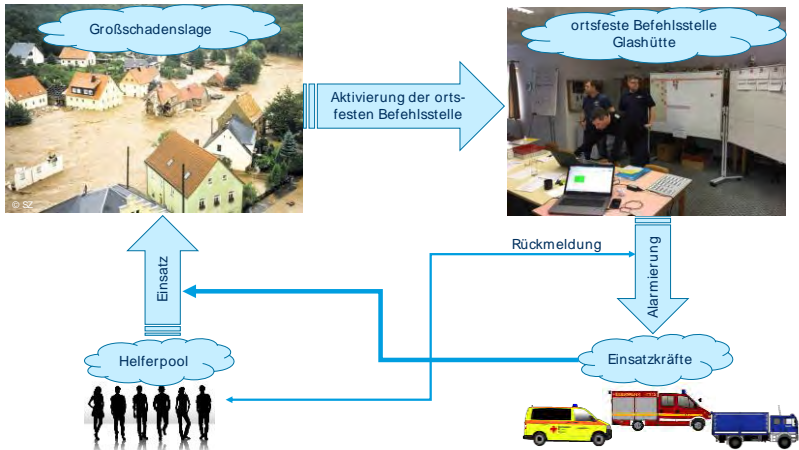 Großschadenslage
ortsfeste Befehlsstelle
Glashütte
Aktivierung der orts-
festen Befehlsstelle
© SZ
Rückmeldung
Einsatz
Alarmierung
Helferpool
Einsatzkräfte